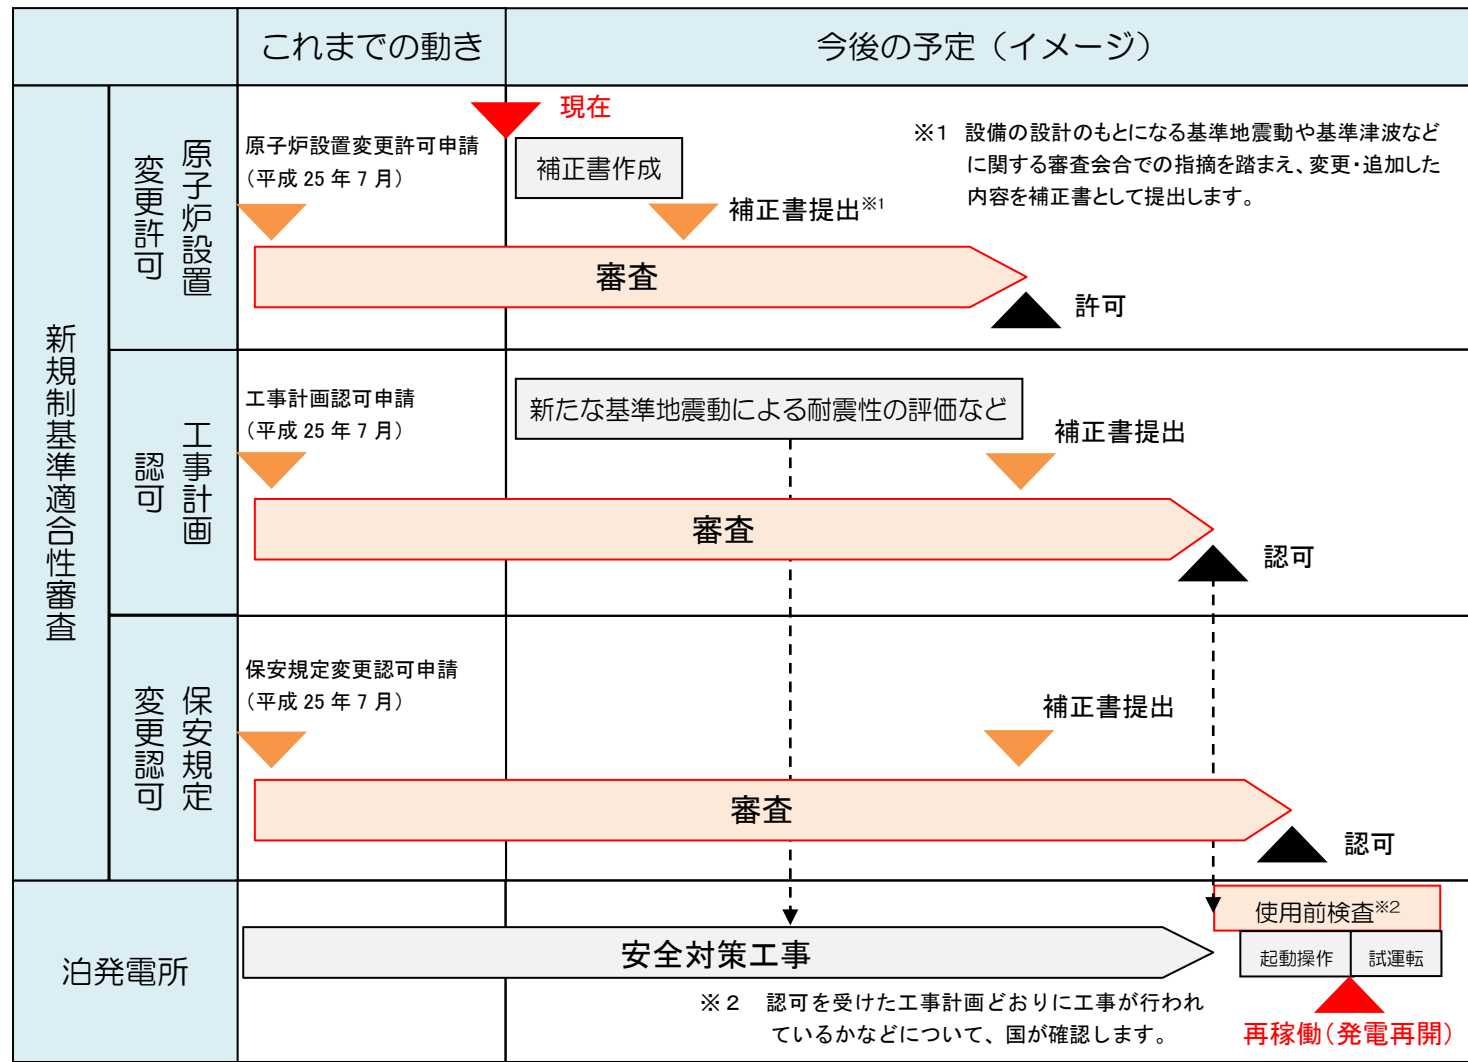 これまでの動き
今後の予定（イメージ）
新規制基準適合性審査
原子炉設置
変更許可
現在
原子炉設置変更許可申請
（平成 25 年 7 月）
補正書作成
補正書提出※1
※１ 設備の設計のもとになる基準地震動や基準津波など
に関する審査会合での指摘を踏まえ、変更・追加した
内容を補正書として提出します。
審査
許可
工事計画
認可
工事計画認可申請
（平成 25 年 7 月）
新たな基準地震動による耐震性の評価など
補正書提出
審査
認可
保安規定
変更認可
保安規定変更認可申請
（平成 25 年 7 月）
補正書提出
審査
認可
泊発電所
安全対策工事
使用前検査※2
起動操作
試運転
※２ 認可を受けた工事計画どおりに工事が行われ
ているかなどについて、国が確認します。
再稼働(発電再開)